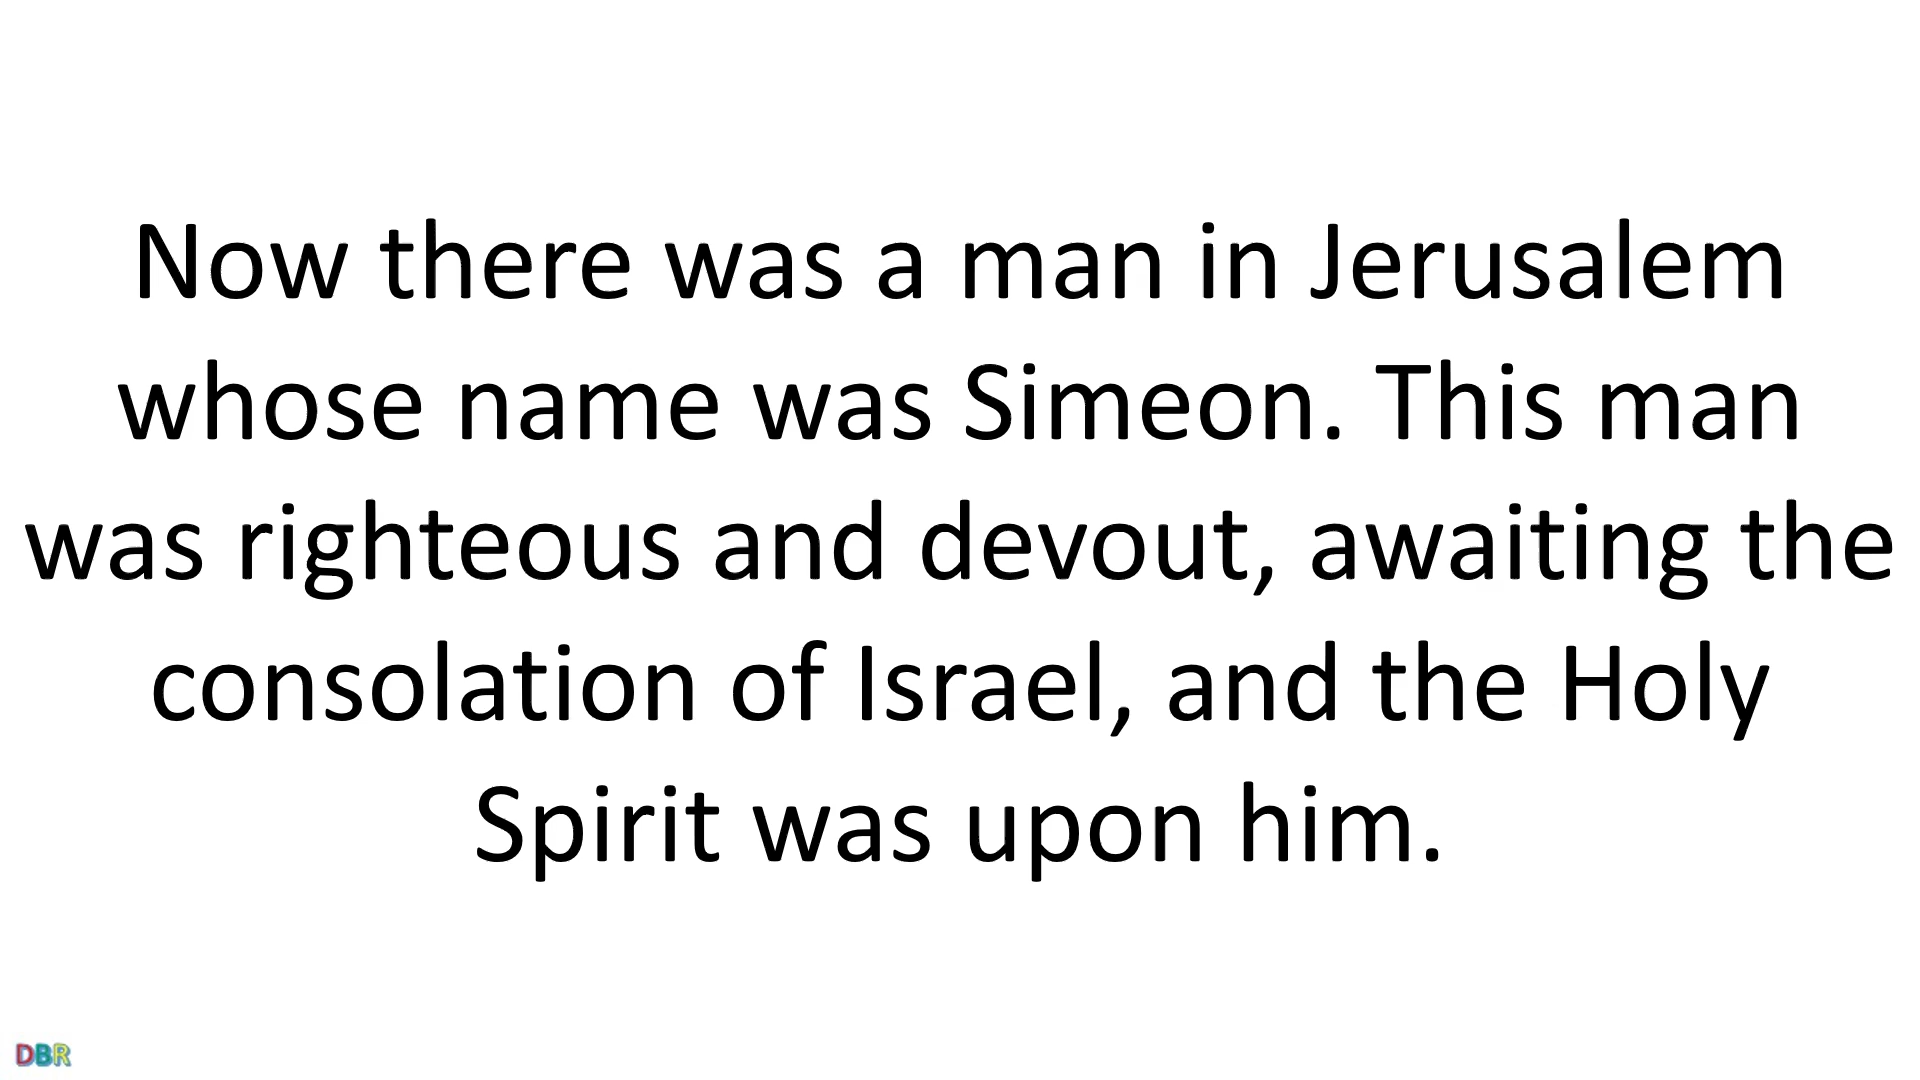 Now there was a man in Jerusalem
whose name was Simeon. This man
was righteous and devout, awaiting the
consolation of Israel, and the Holy
Spirit was upon him.
DBR